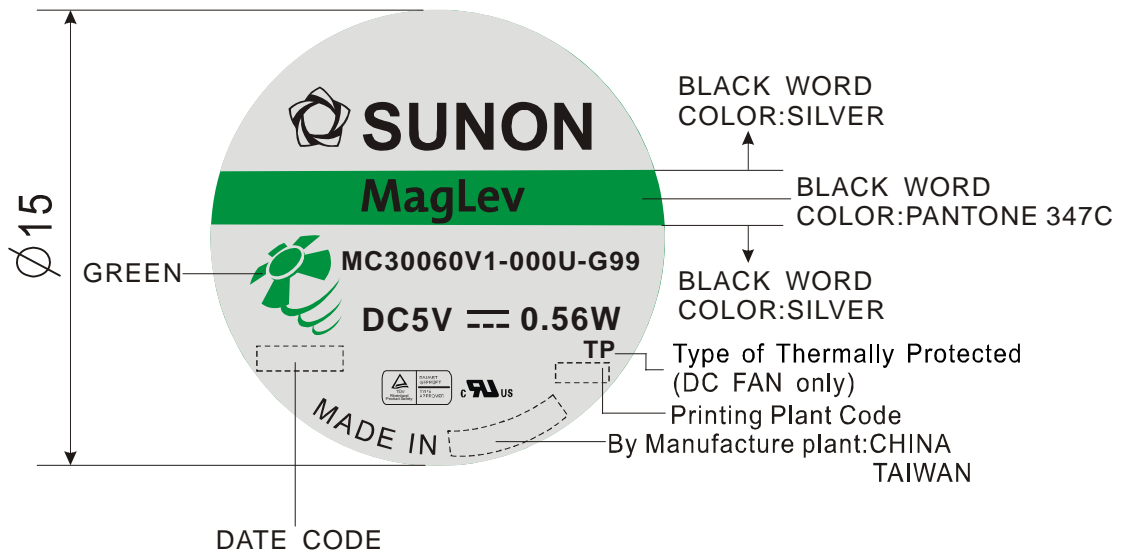 BLACK WORD
COLOR:SILVER
SUNON
MagLev
BLACK WORD
COLOR:PANTONE 347C
Ø15
GREEN
MC30060V1-000U-G99
BLACK WORD
COLOR:SILVER
DC5V 0.56W
TP
Type of Thermally Protected
(DC FAN only)
Printing Plant Code
c US
MADE IN
By Manufacture plant:CHINA
TAIWAN
DATE CODE